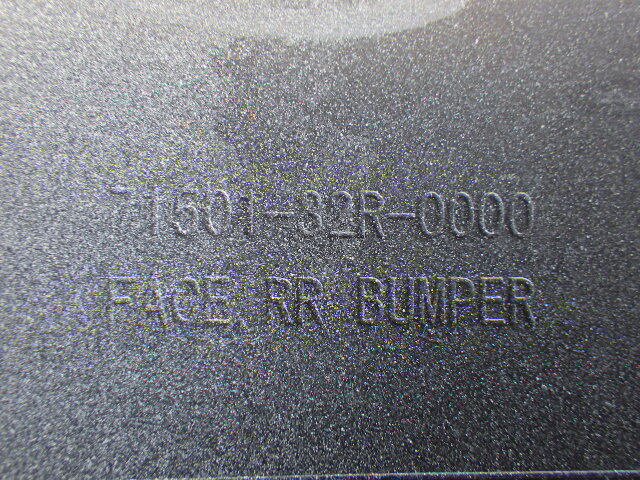 71501-32R-0000
FACE, RR BUMPER